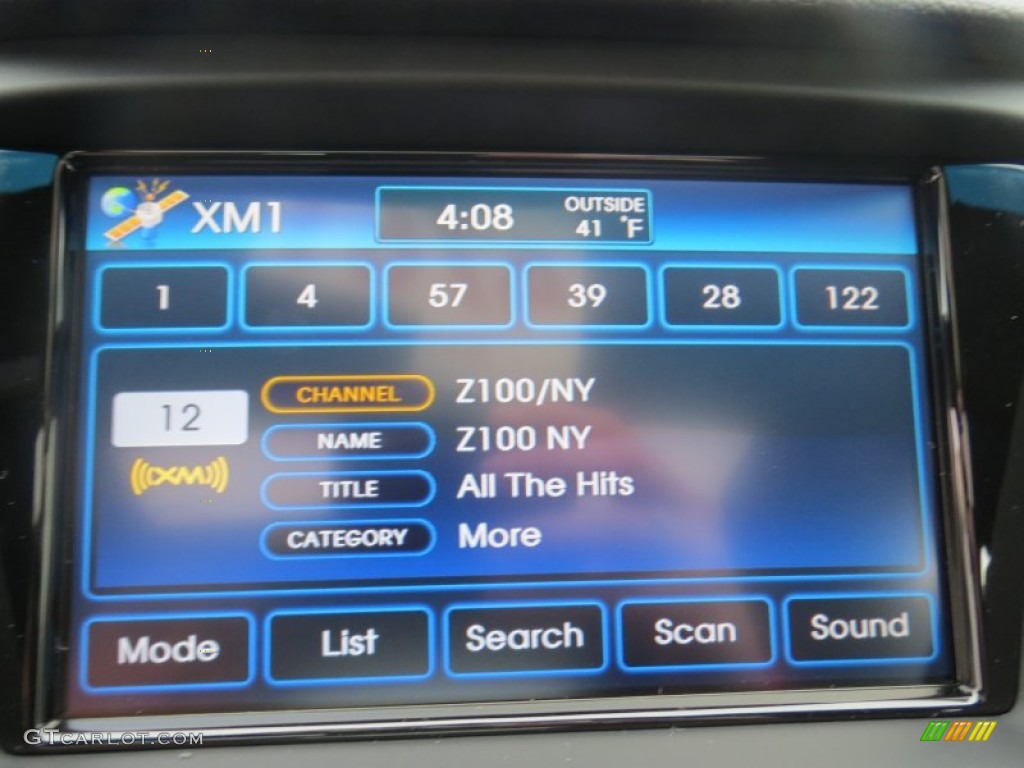 XM1
4:08
OUTSIDE
41 °F
1 4 57 39 28 122
12
XM
CHANNEL Z100/NY
NAME Z100 NY
TITLE All The Hits
CATEGORY More
Mode List Search Scan Sound
GTCARLOT.COM